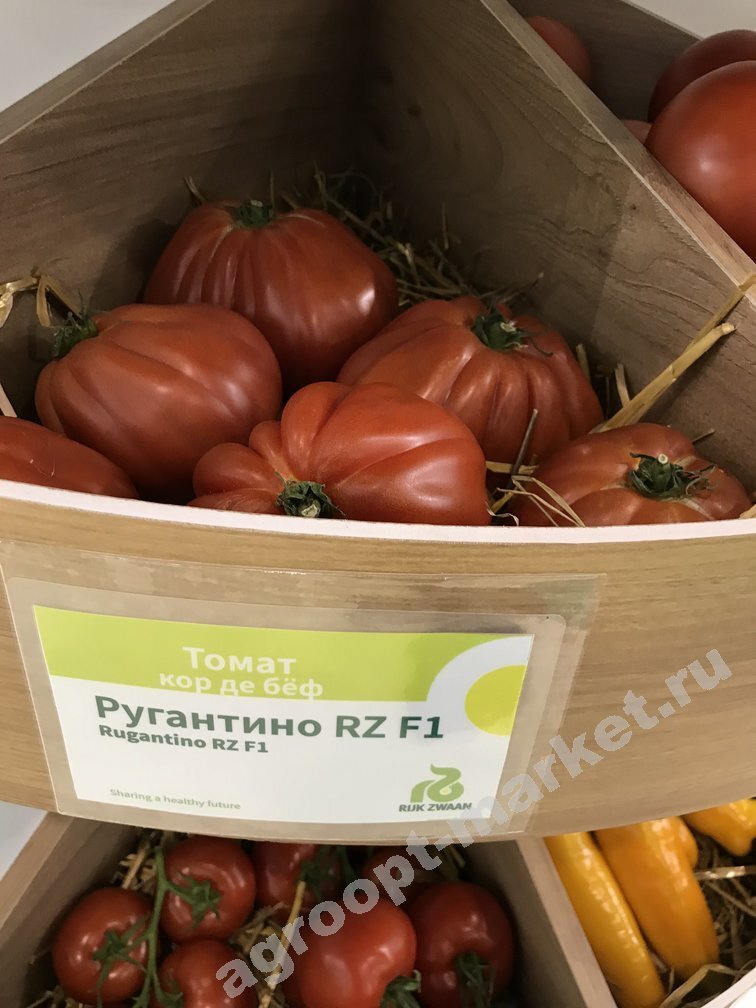 Томат
кор де бёф
Ругантино RZ F1
Rugantino RZ F1
Sharing a healthy future
RIJK ZWAAN
agroopt-market.ru